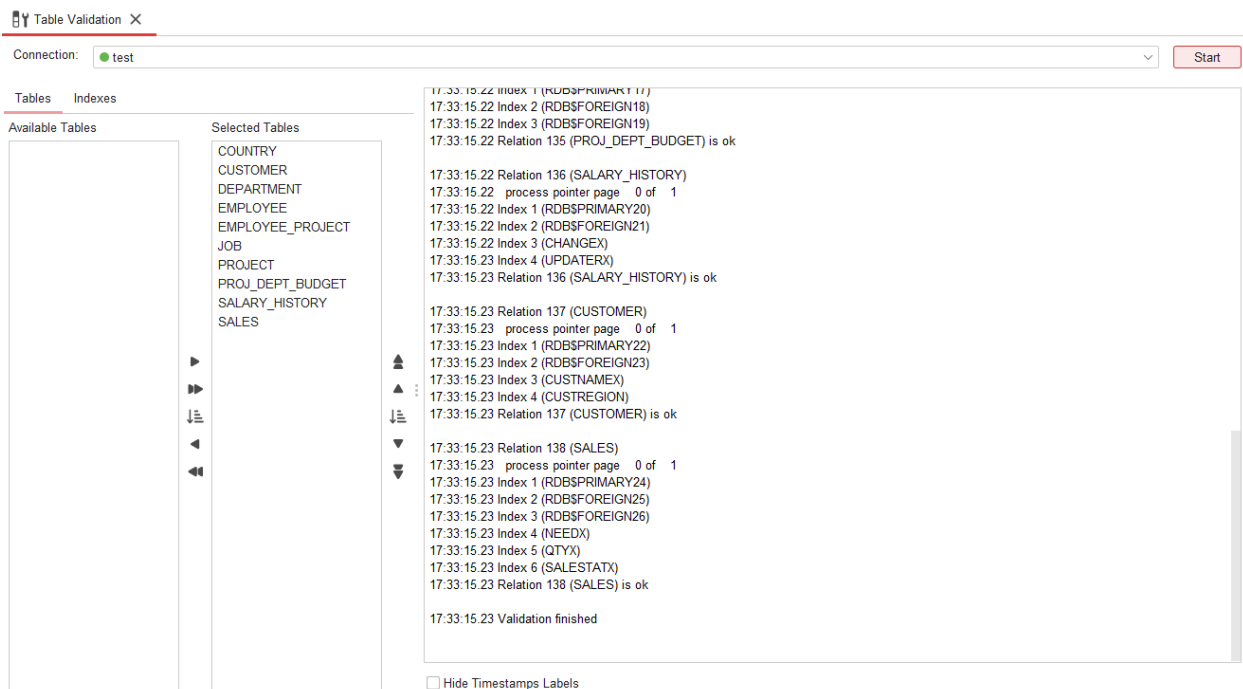 Table Validation
Connection:
test
Start
Tables
Indexes
Available Tables
Selected Tables
COUNTRY
CUSTOMER
DEPARTMENT
EMPLOYEE
EMPLOYEE_PROJECT
JOB
PROJECT
PROJ_DEPT_BUDGET
SALARY_HISTORY
SALES
17:33:15.22 Index 1 (RDB$PRIMARY17)
17:33:15.22 Index 2 (RDB$FOREIGN18)
17:33:15.22 Index 3 (RDB$FOREIGN19)
17:33:15.22 Relation 135 (PROJ_DEPT_BUDGET) is ok
17:33:15.22 Relation 136 (SALARY_HISTORY)
17:33:15.22   process pointer page    0 of    1
17:33:15.22 Index 1 (RDB$PRIMARY20)
17:33:15.22 Index 2 (RDB$FOREIGN21)
17:33:15.22 Index 3 (CHANGEX)
17:33:15.22 Index 4 (UPDATERX)
17:33:15.23 Relation 136 (SALARY_HISTORY) is ok
17:33:15.23 Relation 137 (CUSTOMER)
17:33:15.23   process pointer page    0 of    1
17:33:15.23 Index 1 (RDB$PRIMARY22)
17:33:15.23 Index 2 (RDB$FOREIGN23)
17:33:15.23 Index 3 (CUSTNAMEX)
17:33:15.23 Index 4 (CUSTREGION)
17:33:15.23 Relation 137 (CUSTOMER) is ok
17:33:15.23 Relation 138 (SALES)
17:33:15.23   process pointer page    0 of    1
17:33:15.23 Index 1 (RDB$PRIMARY24)
17:33:15.23 Index 2 (RDB$FOREIGN25)
17:33:15.23 Index 3 (RDB$FOREIGN26)
17:33:15.23 Index 4 (NEEDX)
17:33:15.23 Index 5 (QTYX)
17:33:15.23 Index 6 (SALESTATX)
17:33:15.23 Relation 138 (SALES) is ok
17:33:15.23 Validation finished
Hide Timestamps Labels